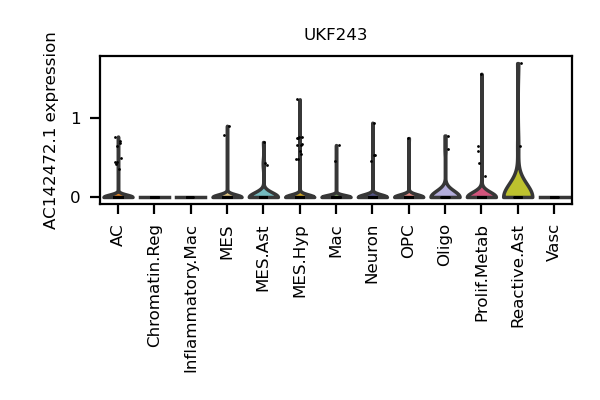 UKF243
AC142472.1 expression
1
0
AC
Chromatin.Reg
Inflammatory.Mac
MES
MES.Ast
MES.Hyp
Mac
Neuron
OPC
Oligo
Prolif.Metab
Reactive.Ast
Vasc